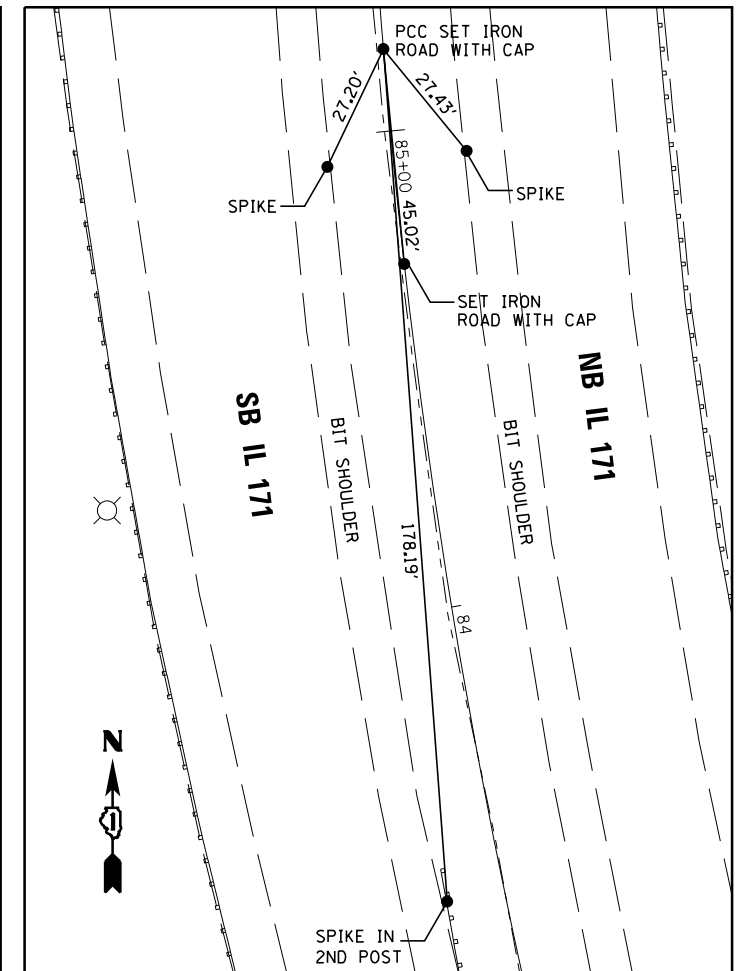 PCC SET IRON
ROAD WITH CAP
27.20'
27.43'
85+00
45.02'
SPIKE
SPIKE
SET IRON
ROAD WITH CAP
NB IL 171
SB IL 171
BIT SHOULDER
BIT SHOULDER
178.19'
84
N
1
SPIKE IN
2ND POST